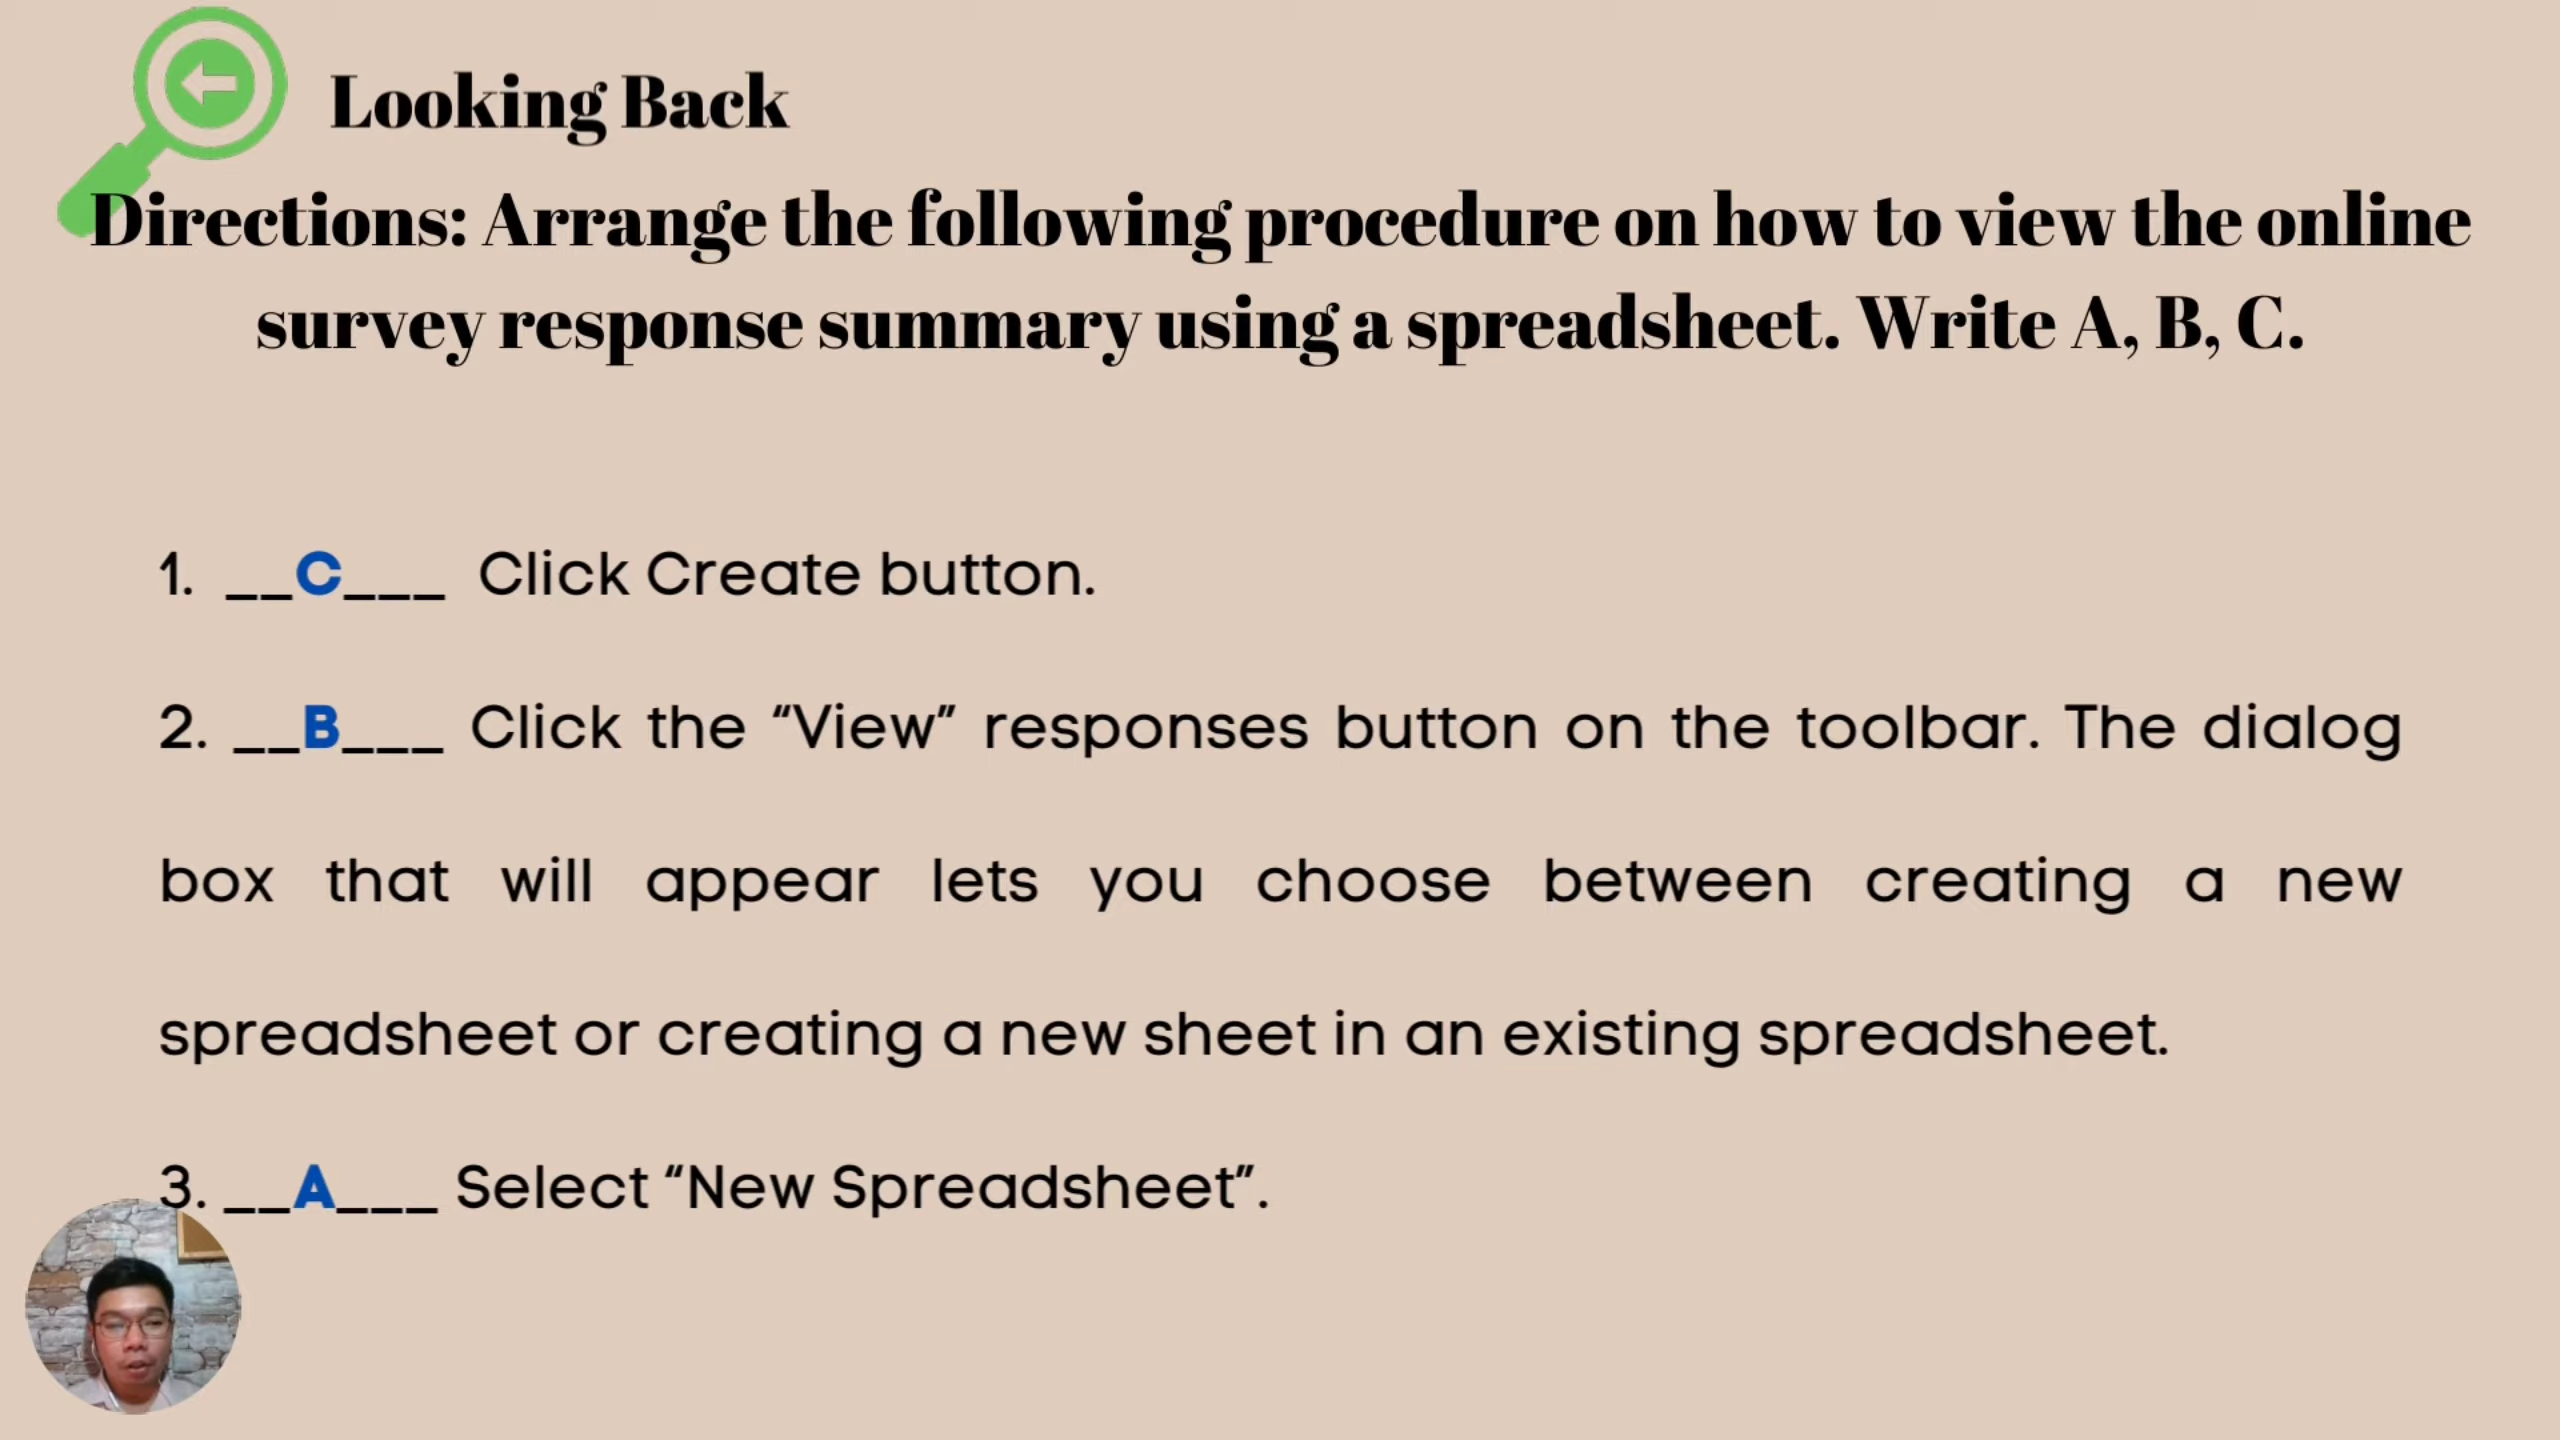 Looking Back
Directions: Arrange the following procedure on how to view the online
survey response summary using a spreadsheet. Write A, B, C.
1. __C___ Click Create button.
2. __B___ Click the “View” responses button on the toolbar. The dialog
box that will appear lets you choose between creating a new
spreadsheet or creating a new sheet in an existing spreadsheet.
3. __A___ Select “New Spreadsheet”.